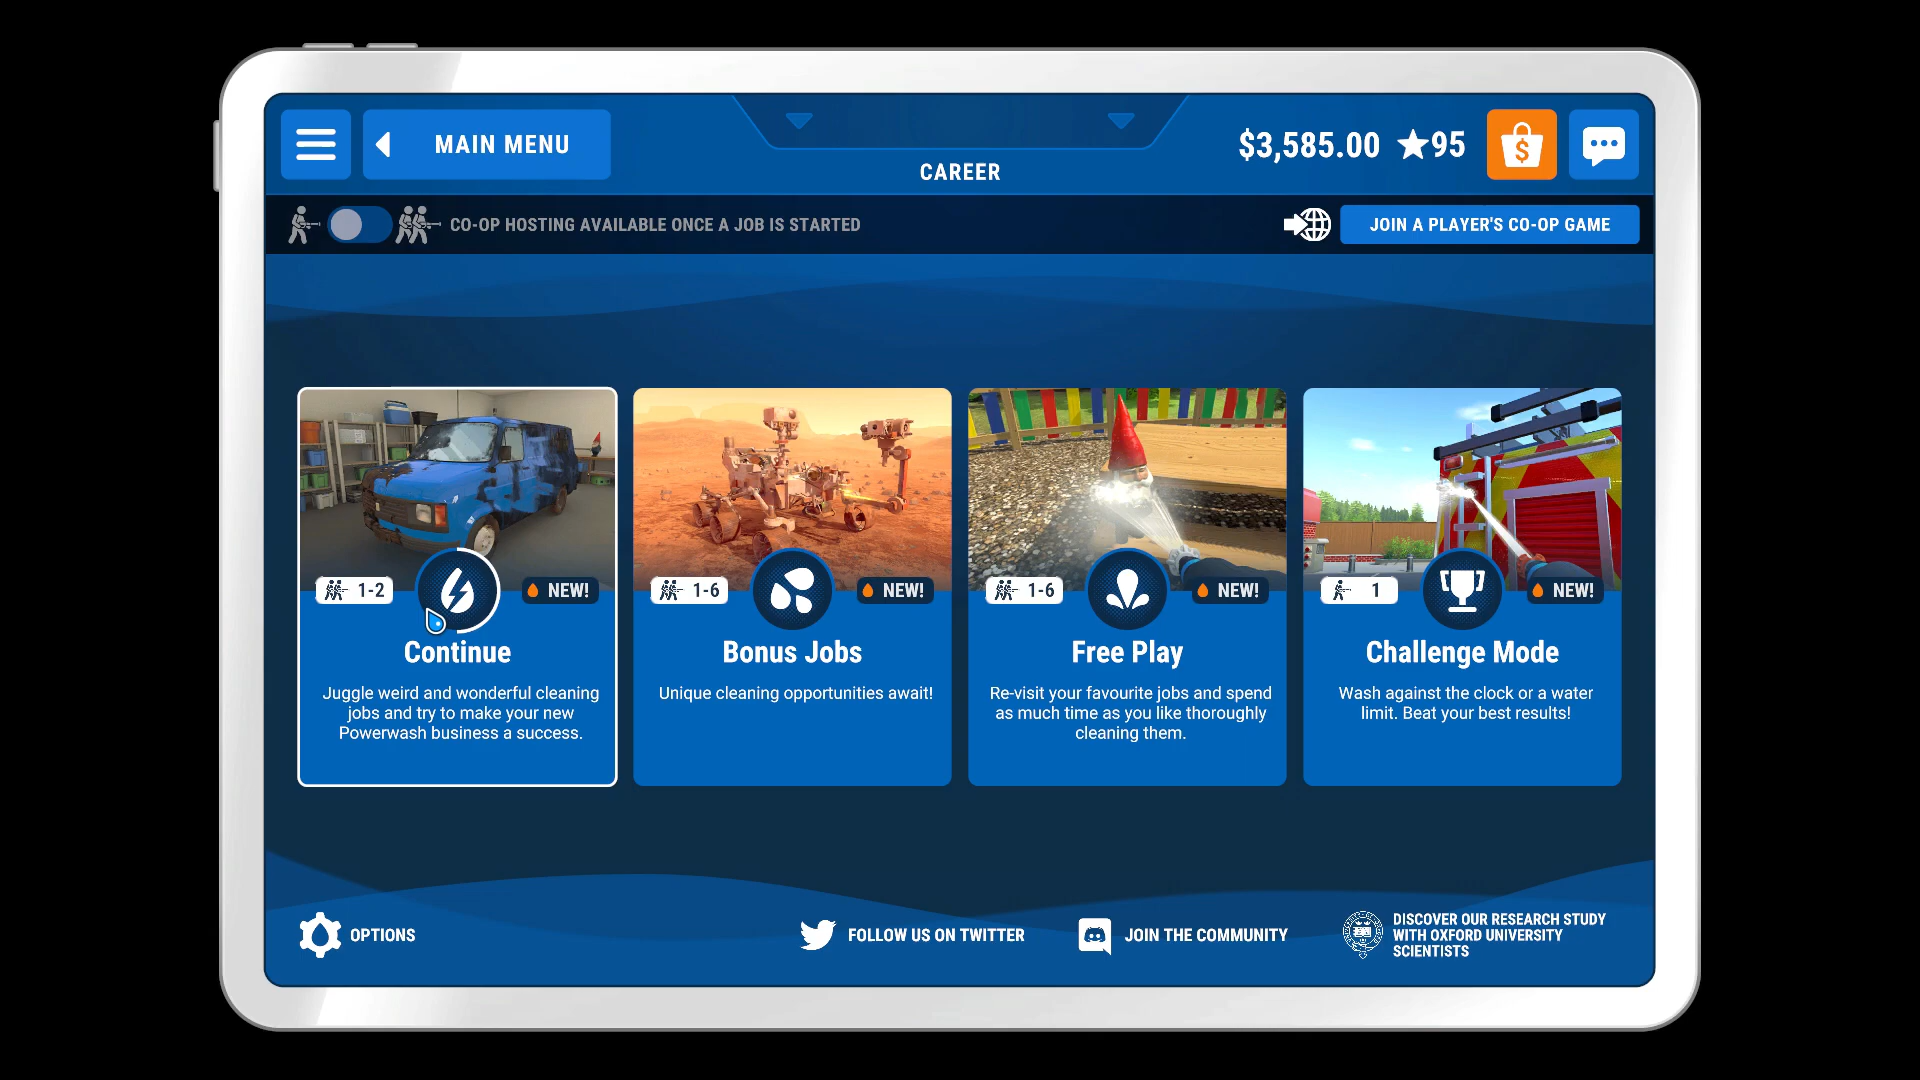 MAIN MENU
CAREER
$3,585.00
95
$
CO-OP HOSTING AVAILABLE ONCE A JOB IS STARTED
JOIN A PLAYER'S CO-OP GAME
1-2
NEW!
Continue
Juggle weird and wonderful cleaning
jobs and try to make your new
Powerwash business a success.
1-6
NEW!
Bonus Jobs
Unique cleaning opportunities await!
1-6
NEW!
Free Play
Re-visit your favourite jobs and spend
as much time as you like thoroughly
cleaning them.
1
NEW!
Challenge Mode
Wash against the clock or a water
limit. Beat your best results!
OPTIONS
FOLLOW US ON TWITTER
JOIN THE COMMUNITY
DISCOVER OUR RESEARCH STUDY
WITH OXFORD UNIVERSITY
SCIENTISTS